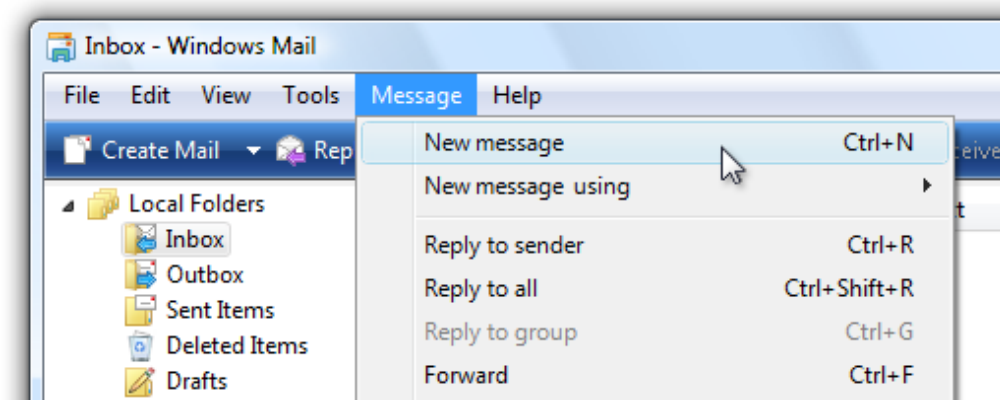 Inbox - Windows Mail
File Edit View Tools Message Help
Create Mail Rep
Local Folders
Inbox
Outbox
Sent Items
Deleted Items
Drafts
New message Ctrl+N
New message using
Reply to sender Ctrl+R
Reply to all Ctrl+Shift+R
Reply to group Ctrl+G
Forward Ctrl+F